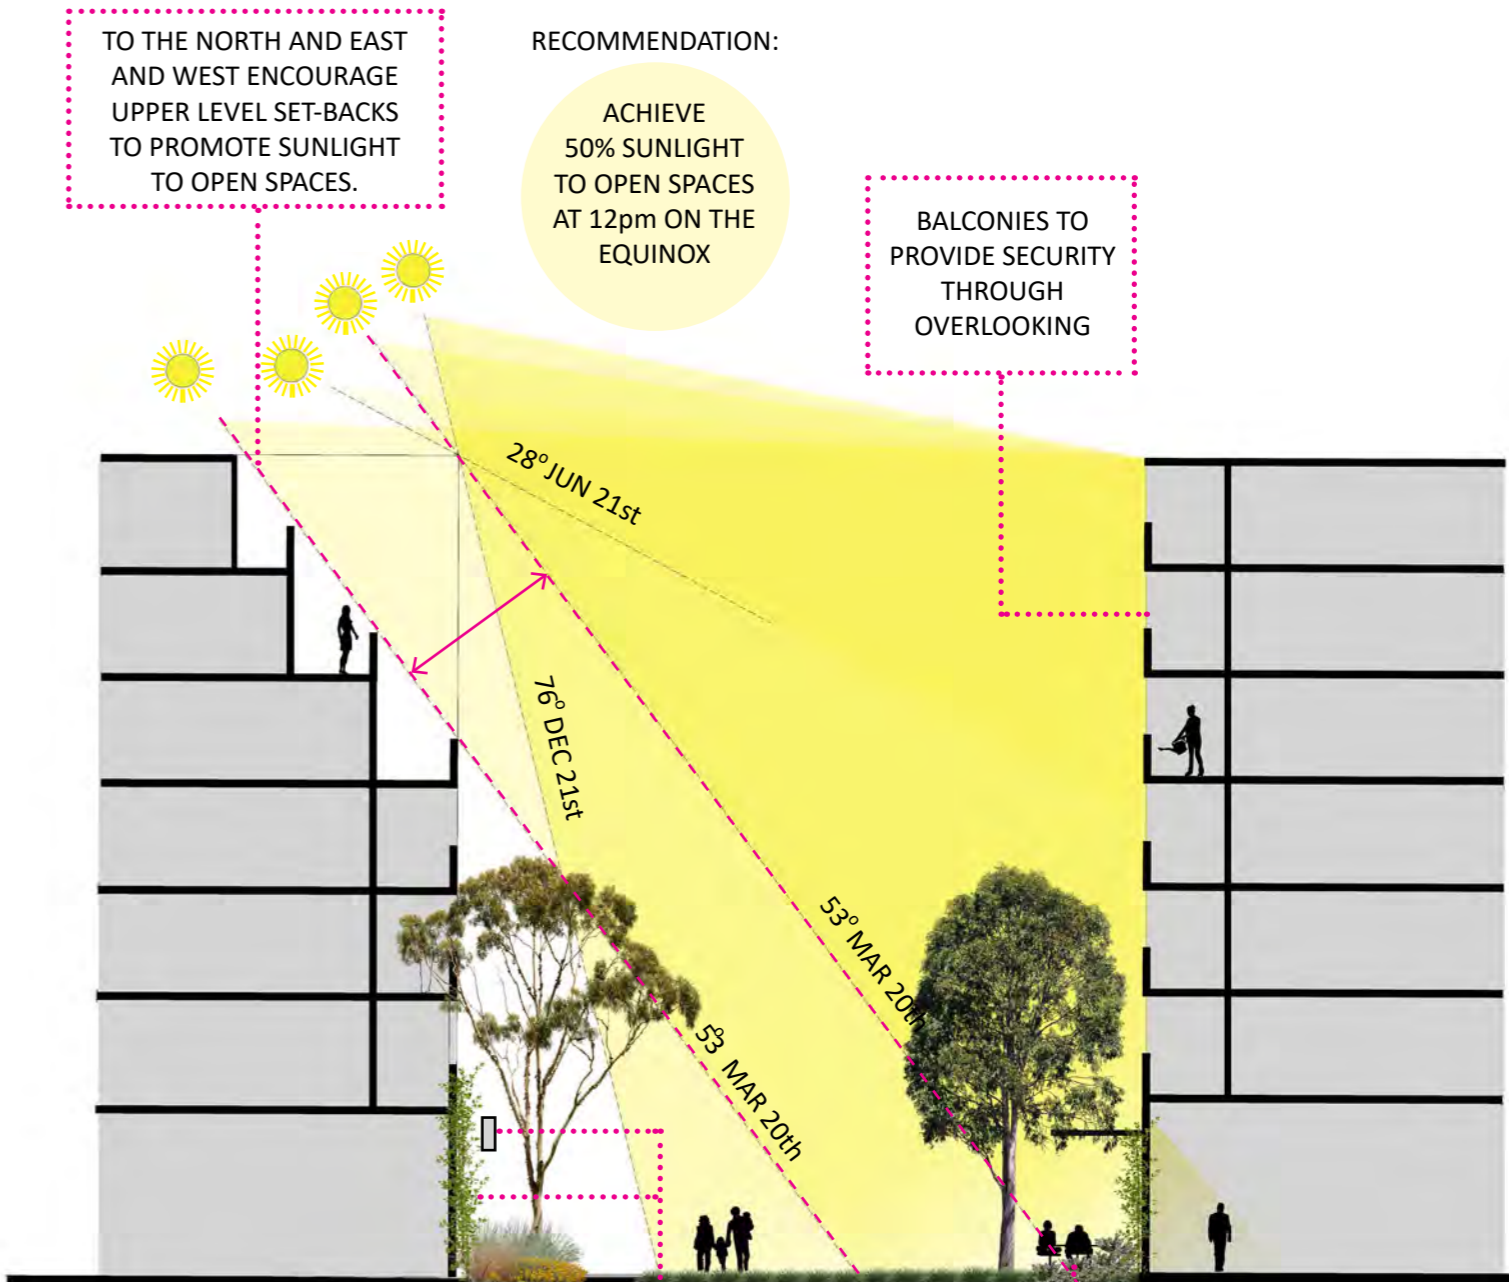 TO THE NORTH AND EAST
AND WEST ENCOURAGE
UPPER LEVEL SET-BACKS
TO PROMOTE SUNLIGHT
TO OPEN SPACES.
RECOMMENDATION:
ACHIEVE
50% SUNLIGHT
TO OPEN SPACES
AT 12pm ON THE
EQUINOX
BALCONIES TO
PROVIDE SECURITY
THROUGH
OVERLOOKING
28° JUN 21st
76° DEC 21st
53° MAR 20th
53° MAR 20th